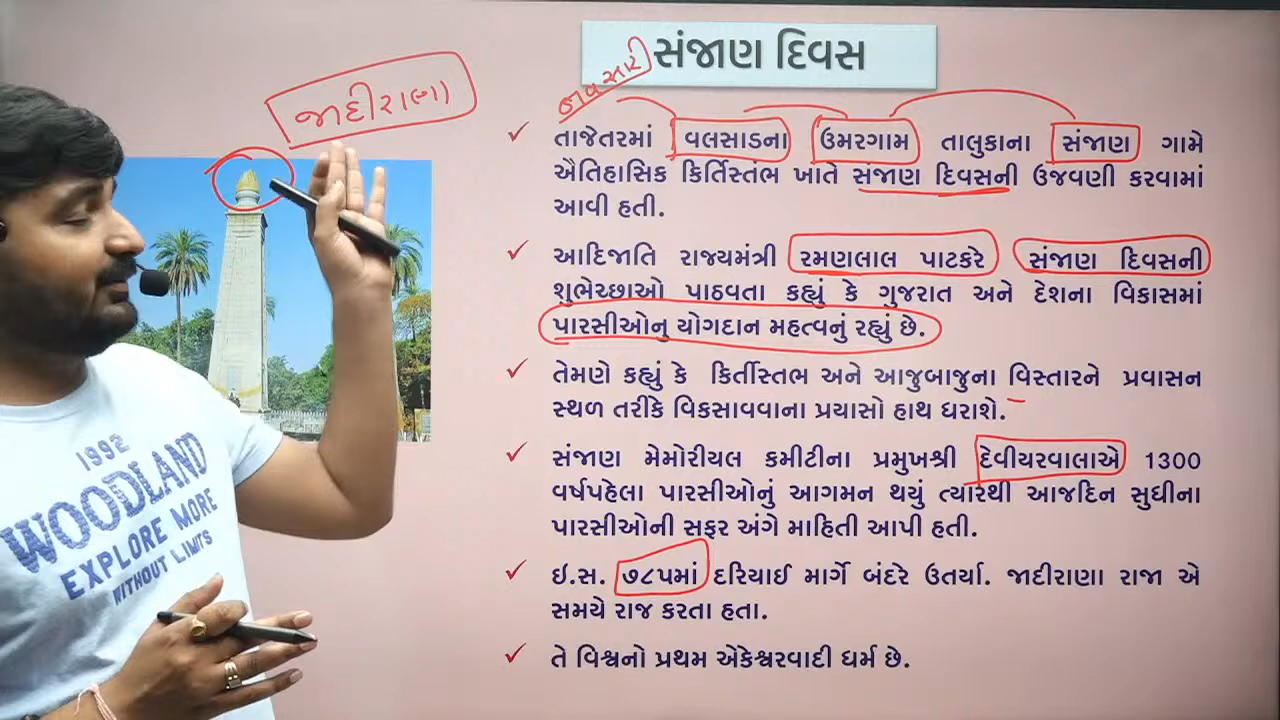 સંજાણ દિવસ
નવસારી
જાદીરાણા
તાજેતરમાં વલસાડના ઉમરગામ તાલુકાના સંજાણ ગામે
ઐતિહાસિક કિર્તિસ્તંભ ખાતે સંજાણ દિવસની ઉજવણી કરવામાં
આવી હતી.
આદિજાતિ રાજ્યમંત્રી રમણલાલ પાટકરે સંજાણ દિવસની
શુભેચ્છાઓ પાઠવતા કહ્યું કે ગુજરાત અને દેશના વિકાસમાં
પારસીઓનુ યોગદાન મહત્વનું રહ્યું છે.
તેમણે કહ્યું કે કિર્તીસ્તભ અને આજુબાજુના વિસ્તારને પ્રવાસન
સ્થળ તરીકે વિકસાવવાના પ્રયાસો હાથ ધરાશે.
સંજાણ મેમોરીયલ કમીટીના પ્રમુખશ્રી દેવીયરવાલાએ 1300
વર્ષપહેલા પારસીઓનું આગમન થયું ત્યારથી આજદિન સુધીના
પારસીઓની સફર અંગે માહિતી આપી હતી.
ઇ.સ. ૭૮૫માં દરિયાઈ માર્ગે બંદરે ઉતર્યા. જાદીરાણા રાજા એ
સમયે રાજ કરતા હતા.
તે વિશ્વનો પ્રથમ એકેશ્વરવાદી ધર્મ છે.
1992
WOODLAND
EXPLORE MORE
WITHOUT LIMITS